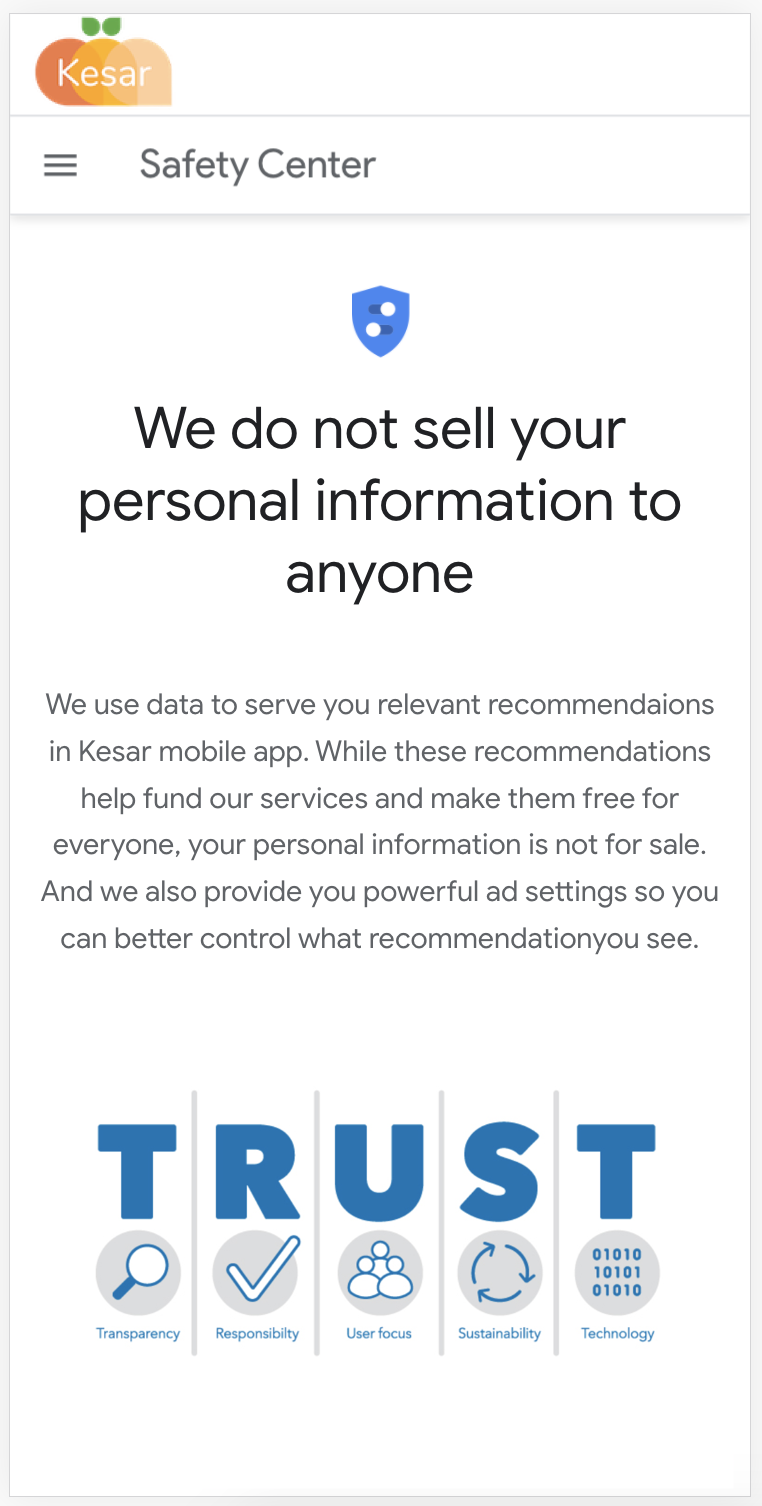 Kesar
Safety Center
We do not sell your
personal information to
anyone
We use data to serve you relevant recommendaions
in Kesar mobile app. While these recommendations
help fund our services and make them free for
everyone, your personal information is not for sale.
And we also provide you powerful ad settings so you
can better control what recommendationyou see.
TRUST
01010
10101
01010
Transparency Responsibilty User focus Sustainability Technology